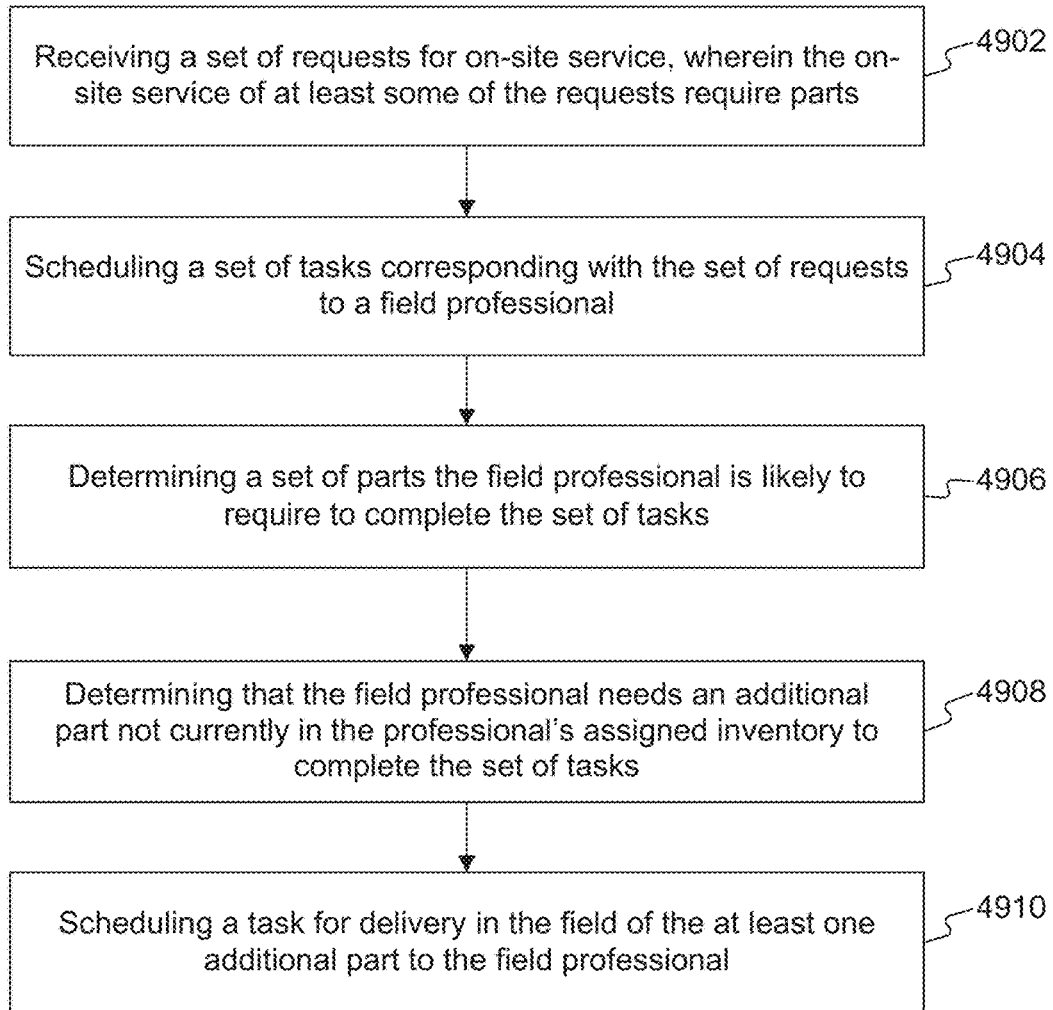 Receiving a set of requests for on-site service, wherein the on-
site service of at least some of the requests require parts
4902
Scheduling a set of tasks corresponding with the set of requests
to a field professional
4904
Determining a set of parts the field professional is likely to
require to complete the set of tasks
4906
Determining that the field professional needs an additional
part not currently in the professional's assigned inventory to
complete the set of tasks
4908
Scheduling a task for delivery in the field of the at least one
additional part to the field professional
4910